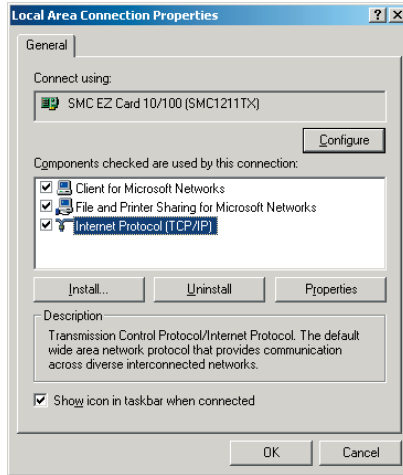 Local Area Connection Properties
General
Connect using:
SMC EZ Card 10/100 (SMC1211TX)
Configure
Components checked are used by this connection:
Client for Microsoft Networks
File and Printer Sharing for Microsoft Networks
Internet Protocol (TCP/IP)
Install...
Uninstall
Properties
Description
Transmission Control Protocol/Internet Protocol. The default
wide area network protocol that provides communication
across diverse interconnected networks.
Show icon in taskbar when connected
OK
Cancel